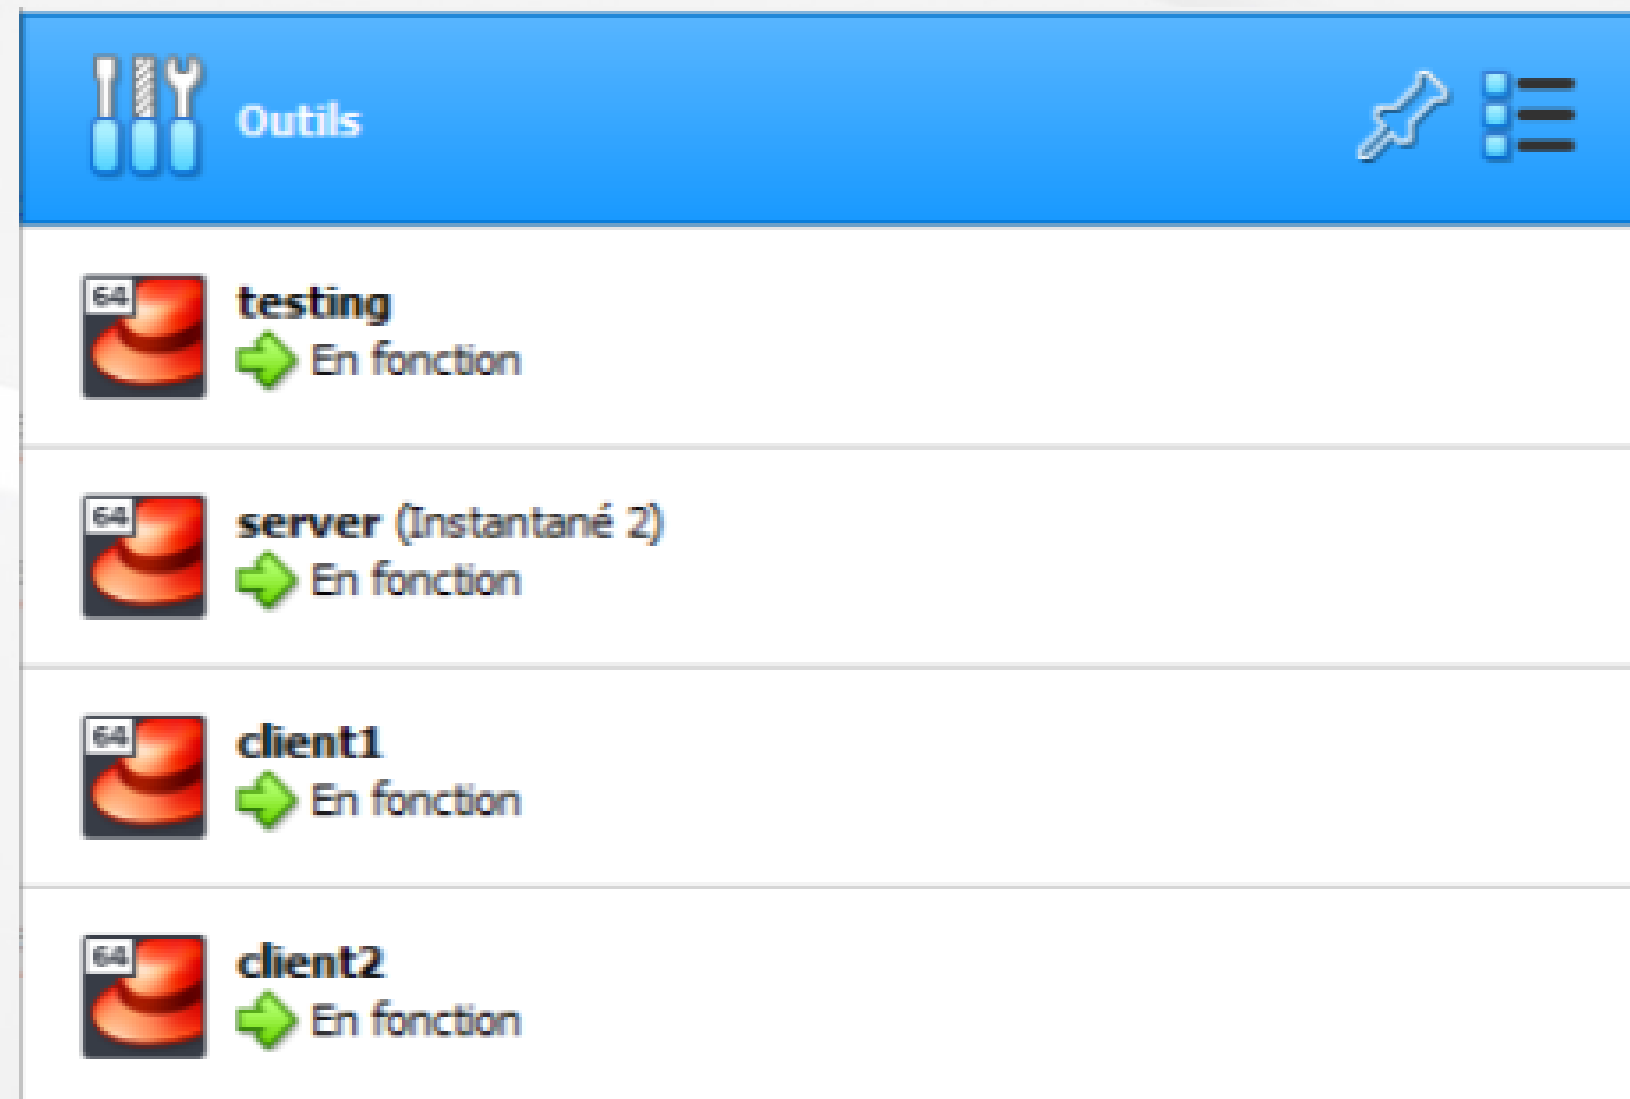 Outils
64
testing
En fonction
64
server (Instantané 2)
En fonction
64
client1
En fonction
64
client2
En fonction